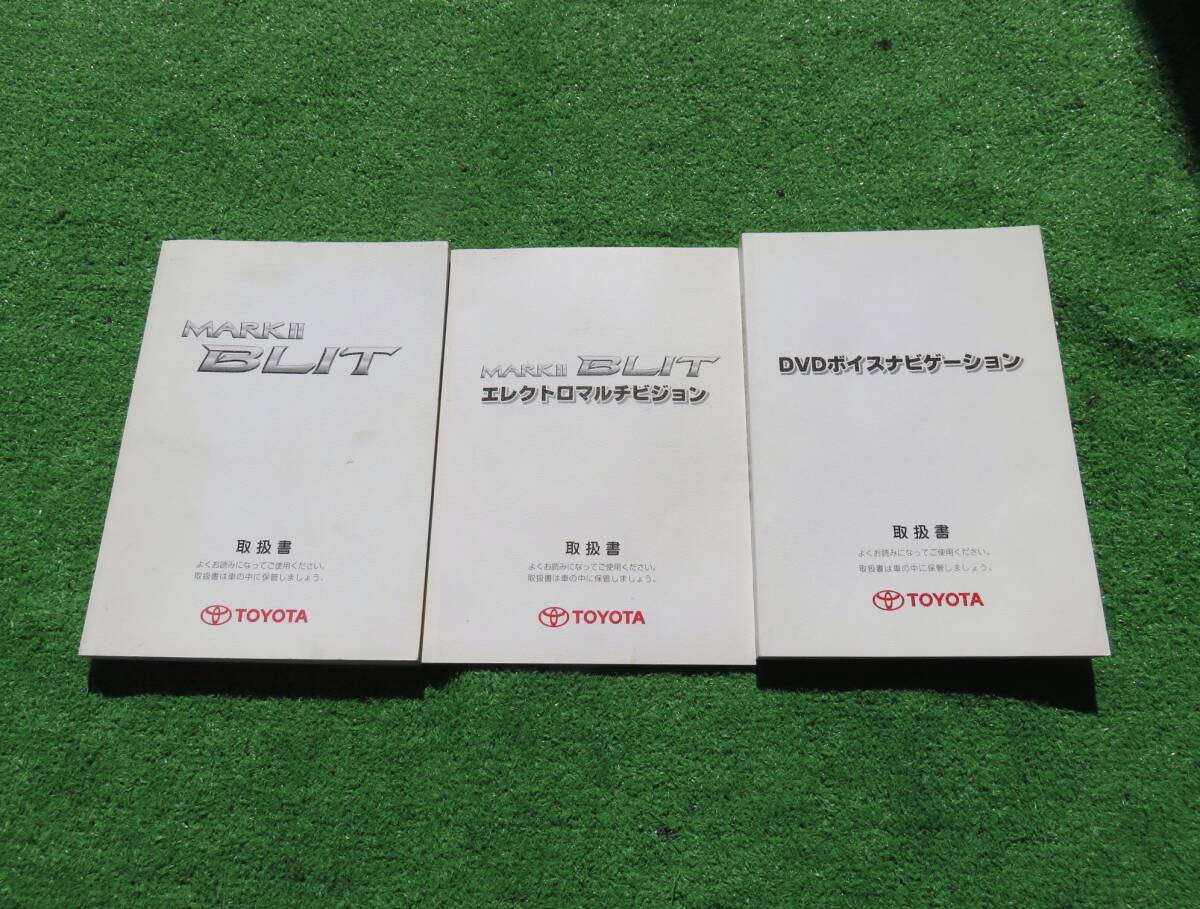 MARK II
BLIT
取扱書
よくお読みになってご使用ください。
取扱書は車の中に保管しましょう。
TOYOTA
MARK II BLIT
エレクトロマルチビジョン
取扱書
よくお読みになってご使用ください。
取扱書は車の中に保管しましょう。
TOYOTA
DVDボイスナビゲーション
取扱書
よくお読みになってご使用ください。
取扱書は車の中に保管しましょう。
TOYOTA